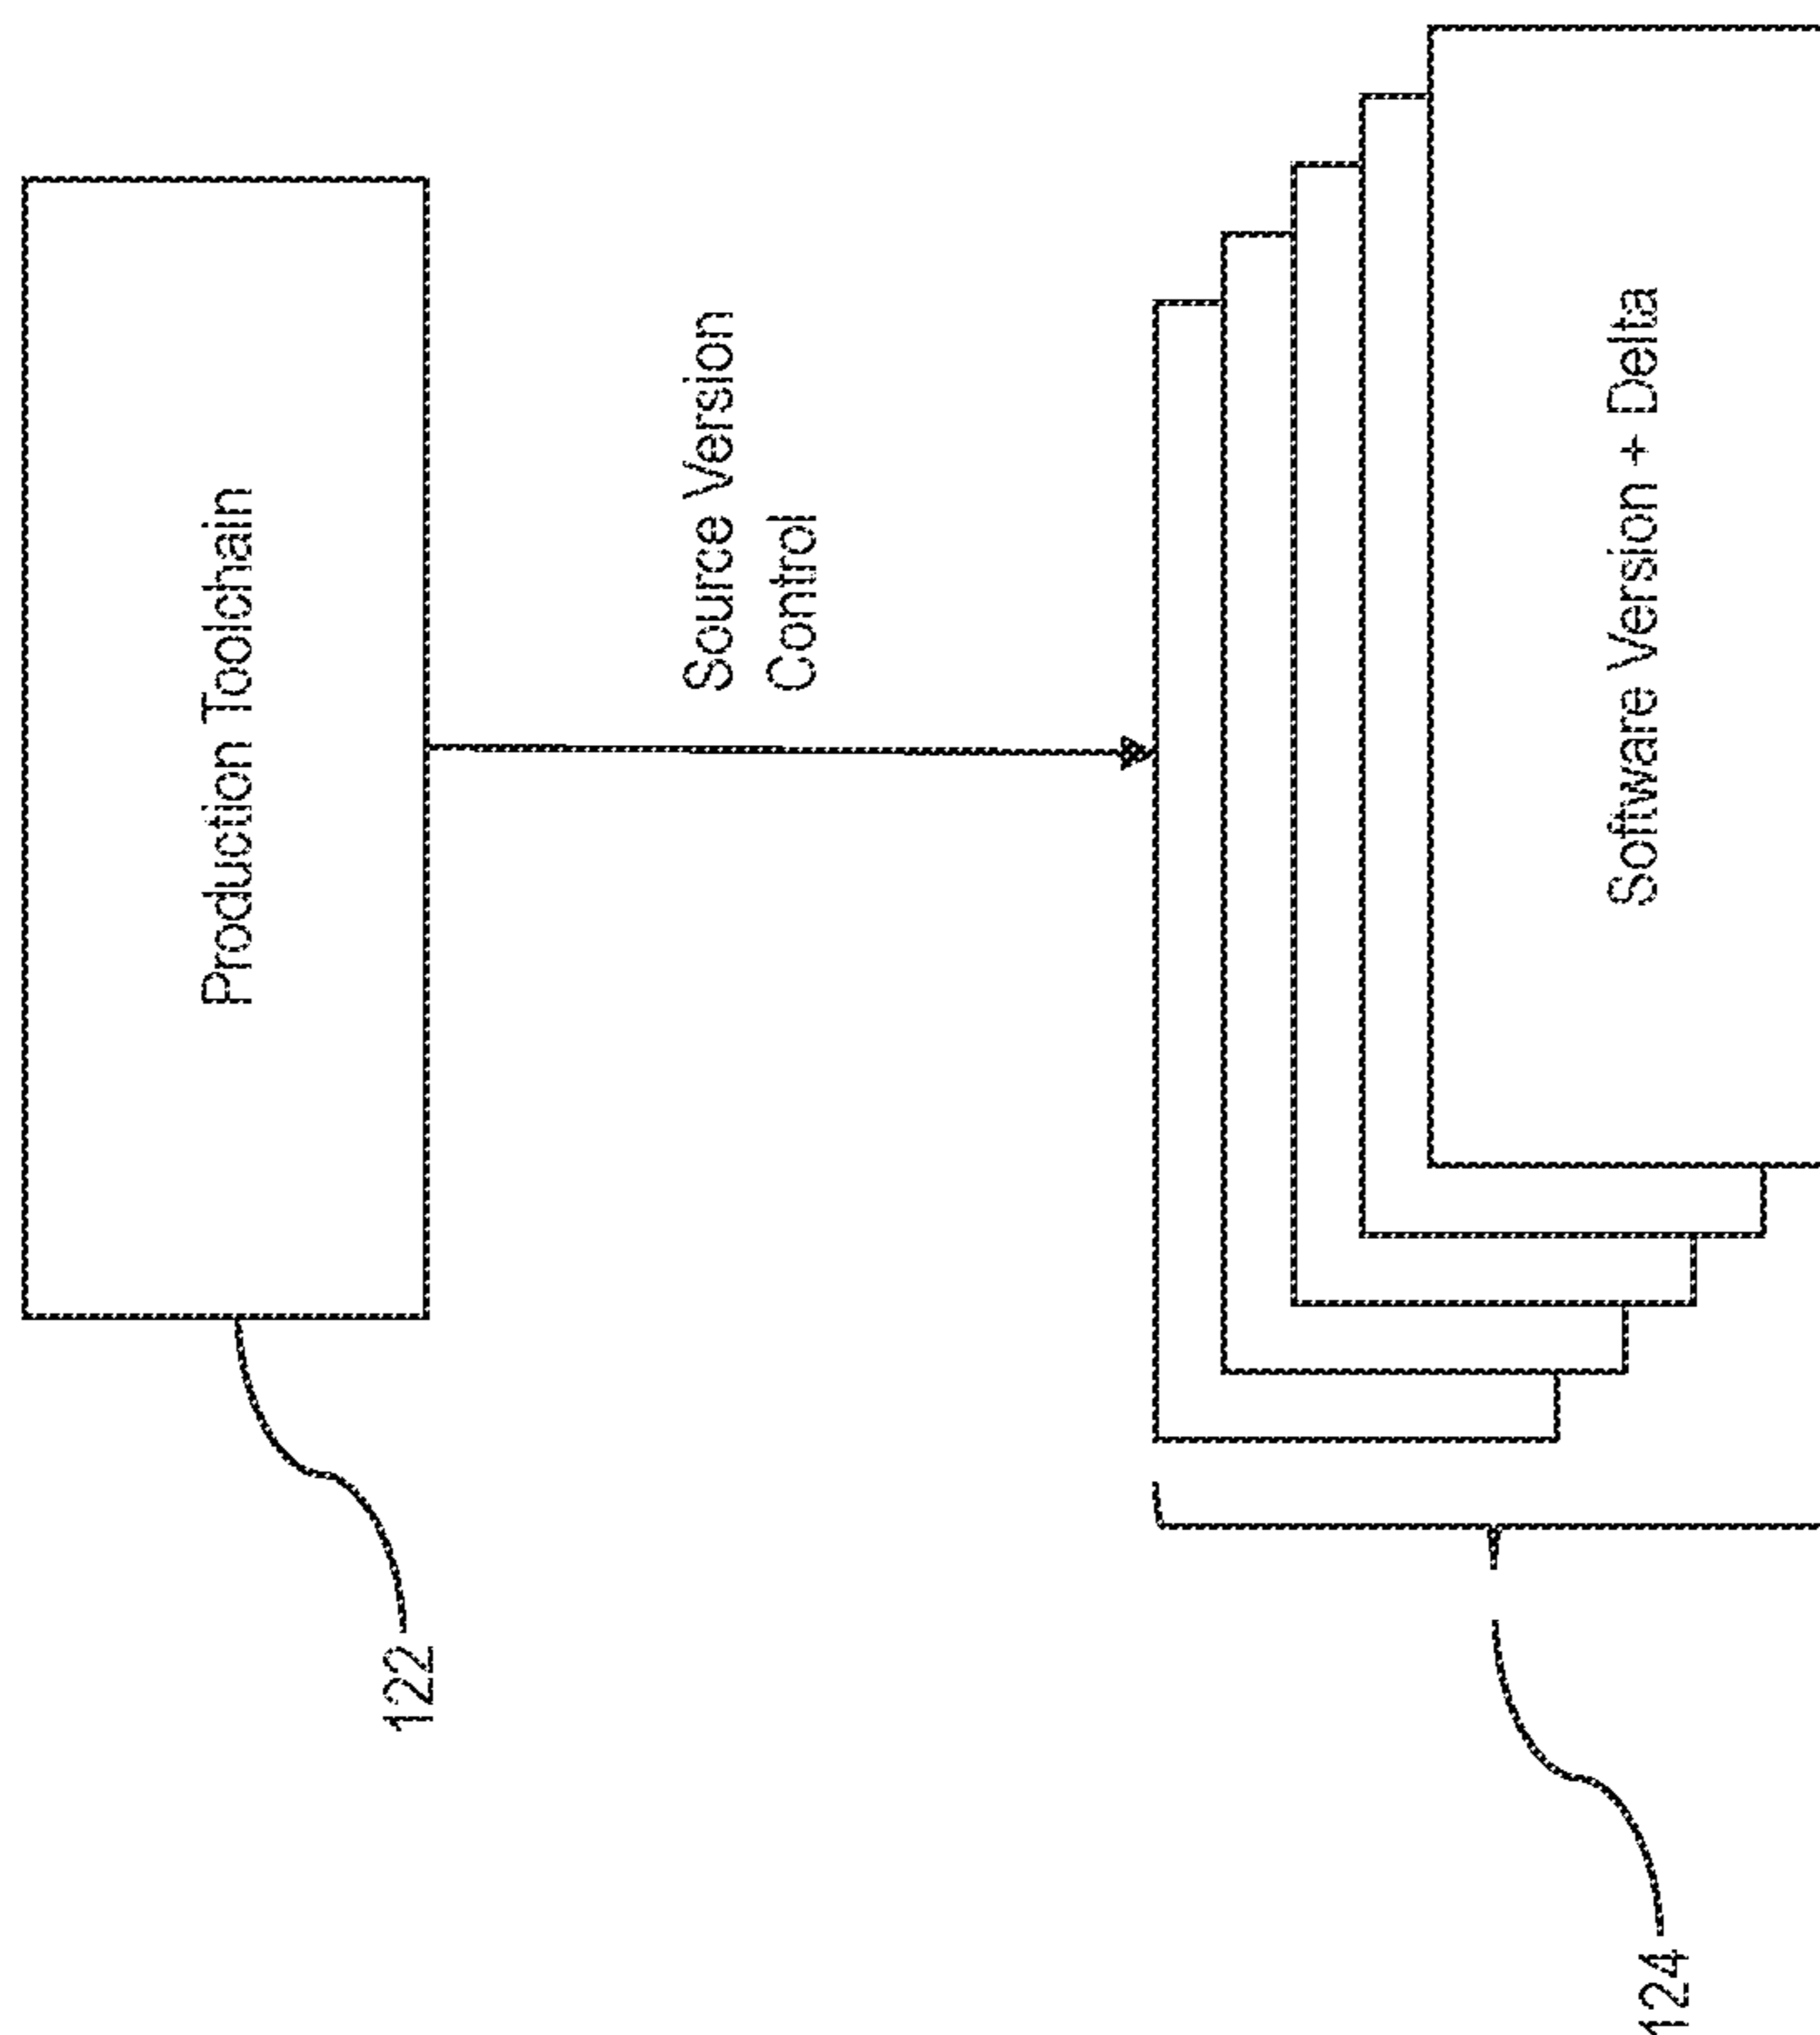 Production Toolchain
Source Version
Control
Software Version + Delta
122
124